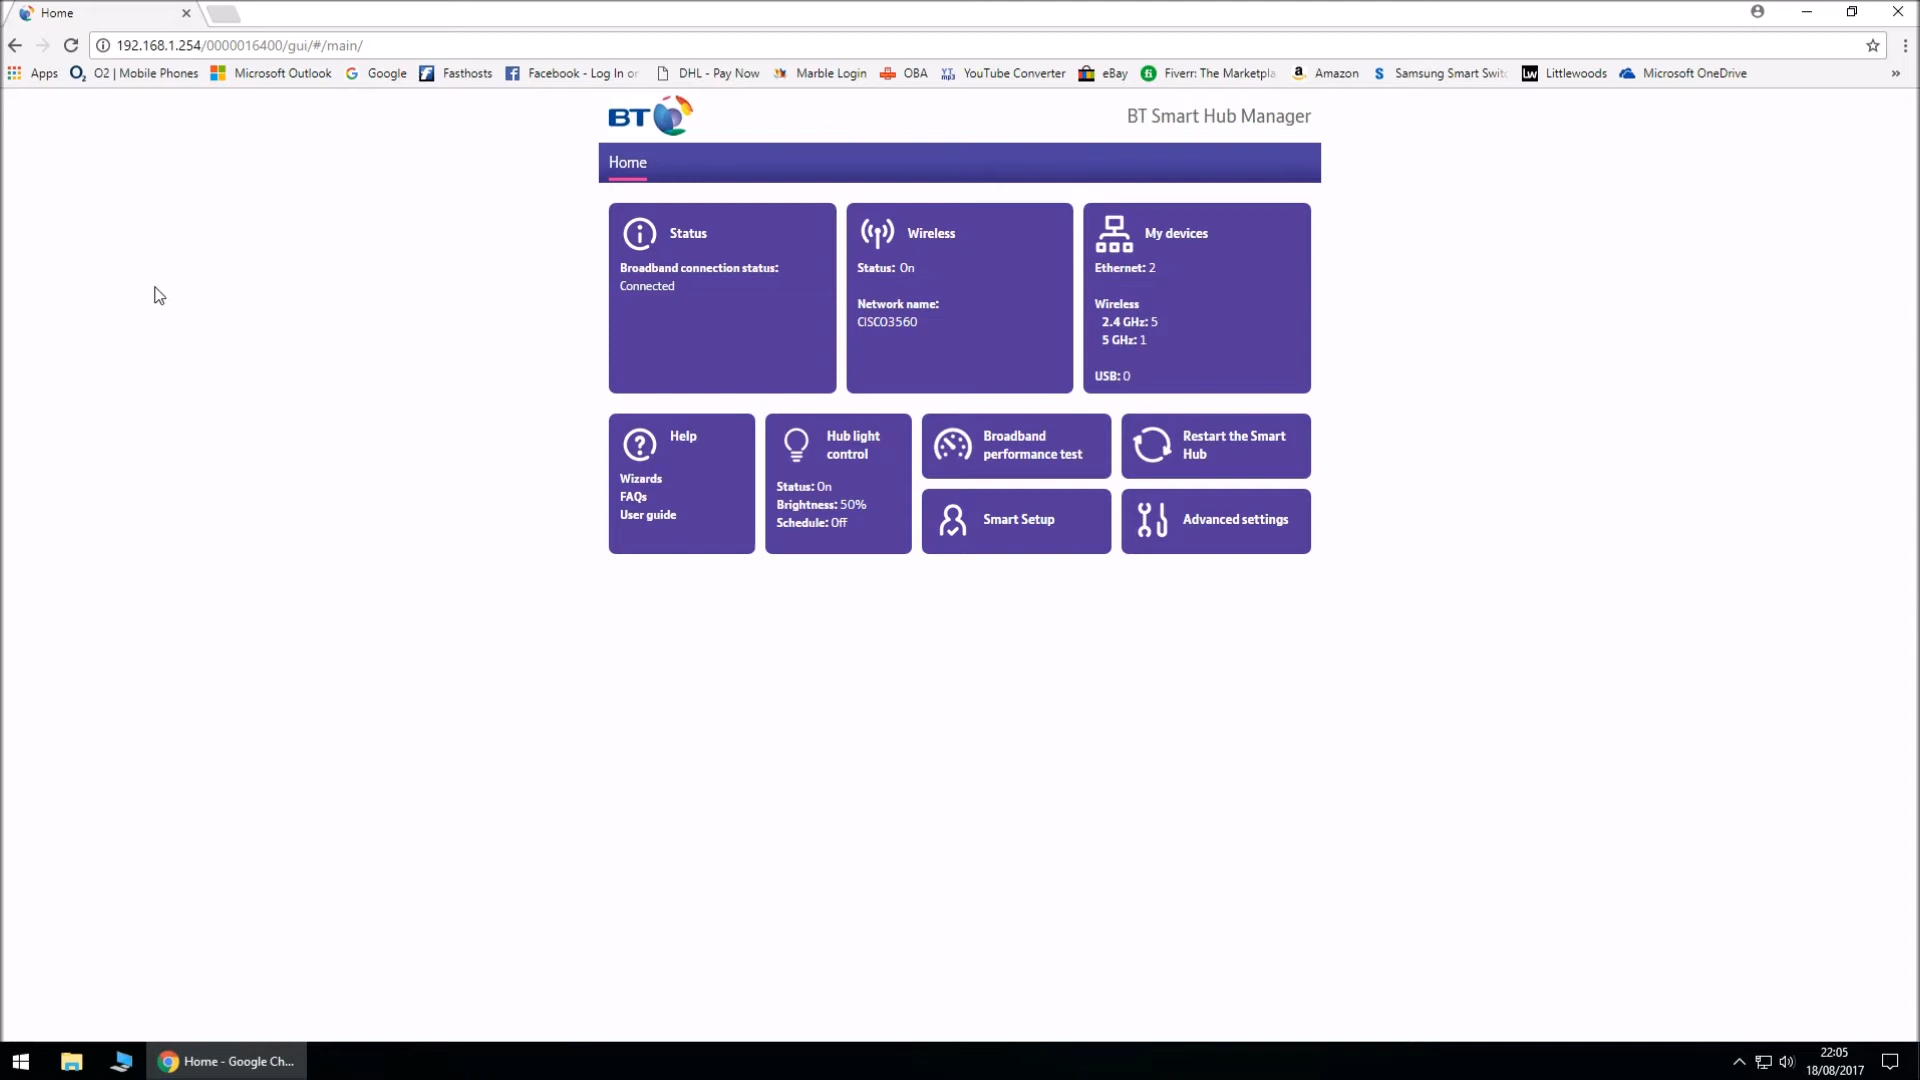 Home
192.168.1.254/0000016400/gui/#/main/
Apps O2 | Mobile Phones Microsoft Outlook Google Fasthosts Facebook - Log In or DHL - Pay Now Marble Login OBA YouTube Converter eBay Fiverr: The Marketpla Amazon Samsung Smart Switc Littlewoods Microsoft OneDrive »
BT
BT Smart Hub Manager
Home
Status
Broadband connection status:
Connected
Wireless
Status: On
Network name:
CISCO3560
My devices
Ethernet: 2
Wireless
2.4 GHz: 5
5 GHz: 1
USB: 0
Help
Wizards
FAQs
User guide
Hub light
control
Status: On
Brightness: 50%
Schedule: Off
Broadband
performance test
Restart the Smart
Hub
Smart Setup
Advanced settings
Home - Google Ch...
22:05
18/08/2017